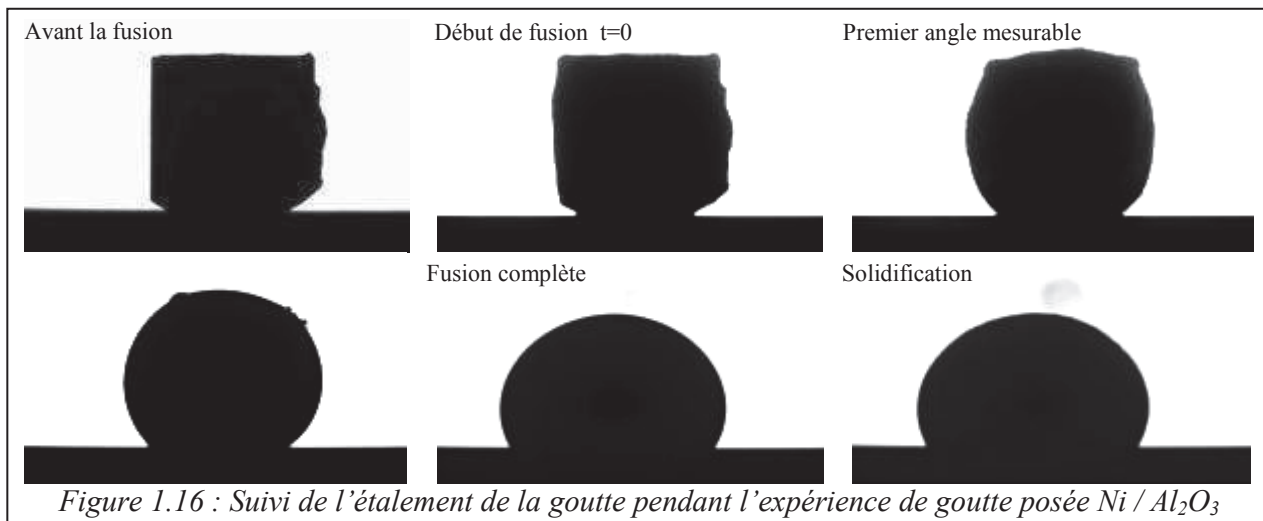 Avant la fusion
Début de fusion t=0
Premier angle mesurable
Fusion complète
Solidification
Figure 1.16 : Suivi de l'étalement de la goutte pendant l'expérience de goutte posée Ni / Al₂O₃